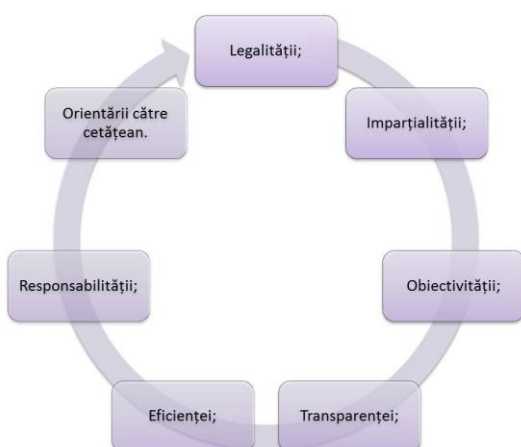 Legalității;
Imparțialității;
Obiectivității;
Transparenței;
Eficienței;
Responsabilității;
Orientării către
cetățean.